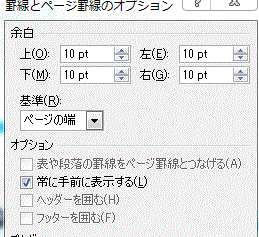 罫線とページ罫線のオプション
余白
上(O): 10 pt 左(E): 10 pt
下(M): 10 pt 右(G): 10 pt
基準(R):
ページの端
オプション
表や段落の罫線をページ罫線とつなげる(A)
常に手前に表示する(L)
ヘッダーを囲む(H)
フッターを囲む(F)